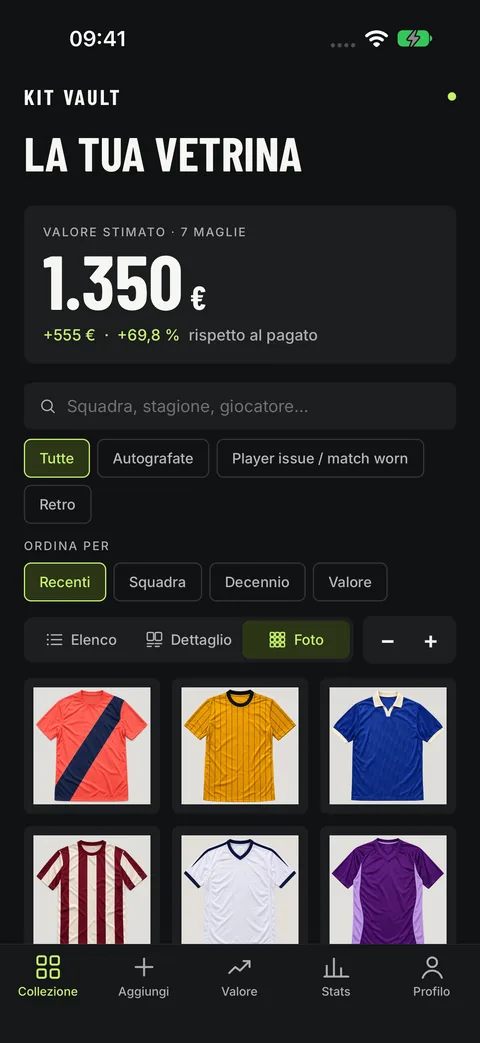 09:41
KIT VAULT
LA TUA VETRINA
VALORE STIMATO · 7 MAGLIE
1.350 €
+555 € · +69,8 % rispetto al pagato
Squadra, stagione, giocatore...
Tutte Autografate Player issue / match worn
Retro
ORDINA PER
Recenti Squadra Decennio Valore
Elenco Dettaglio Foto − +
Collezione Aggiungi Valore Stats Profilo